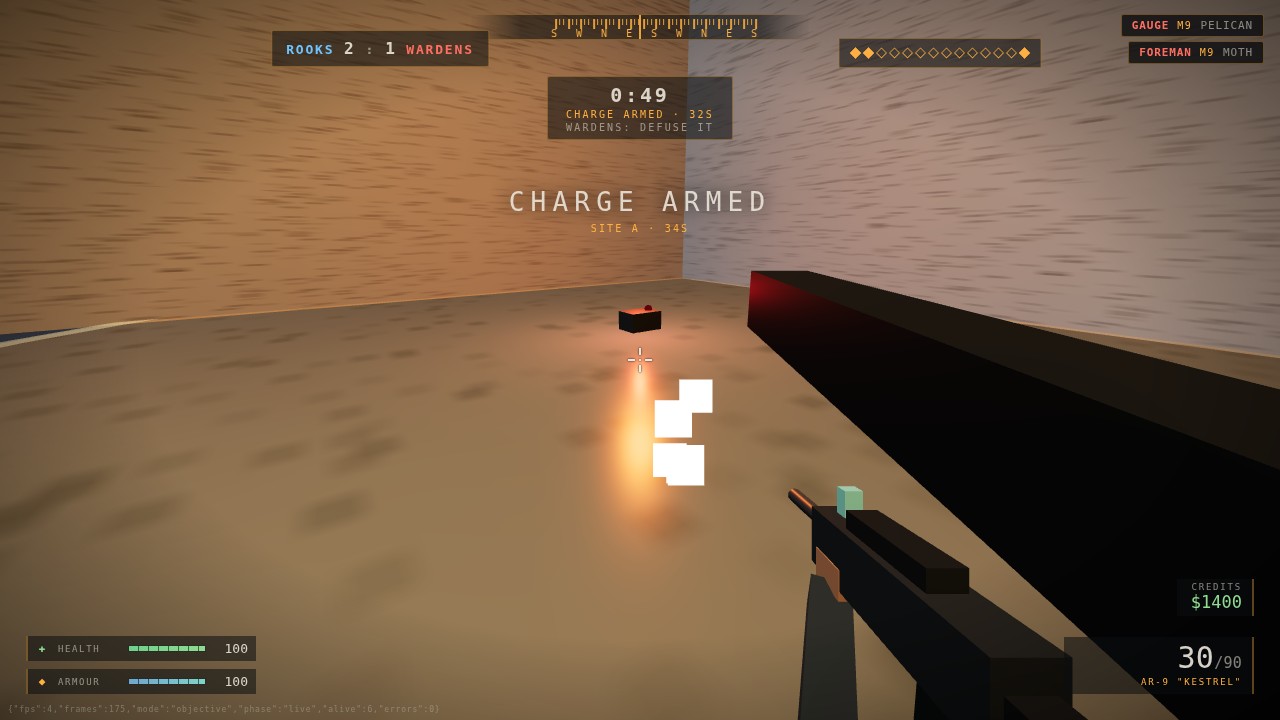 S W N E S W N E S
ROOKS 2 : 1 WARDENS
GAUGE M9 PELICAN
FOREMAN M9 MOTH
0:49
CHARGE ARMED · 32S
WARDENS: DEFUSE IT
CHARGE ARMED
SITE A · 34S
CREDITS
$1400
HEALTH 100
ARMOUR 100
30/90
AR-9 "KESTREL"
{"fps":4,"frames":175,"mode":"objective","phase":"live","alive":6,"errors":0}